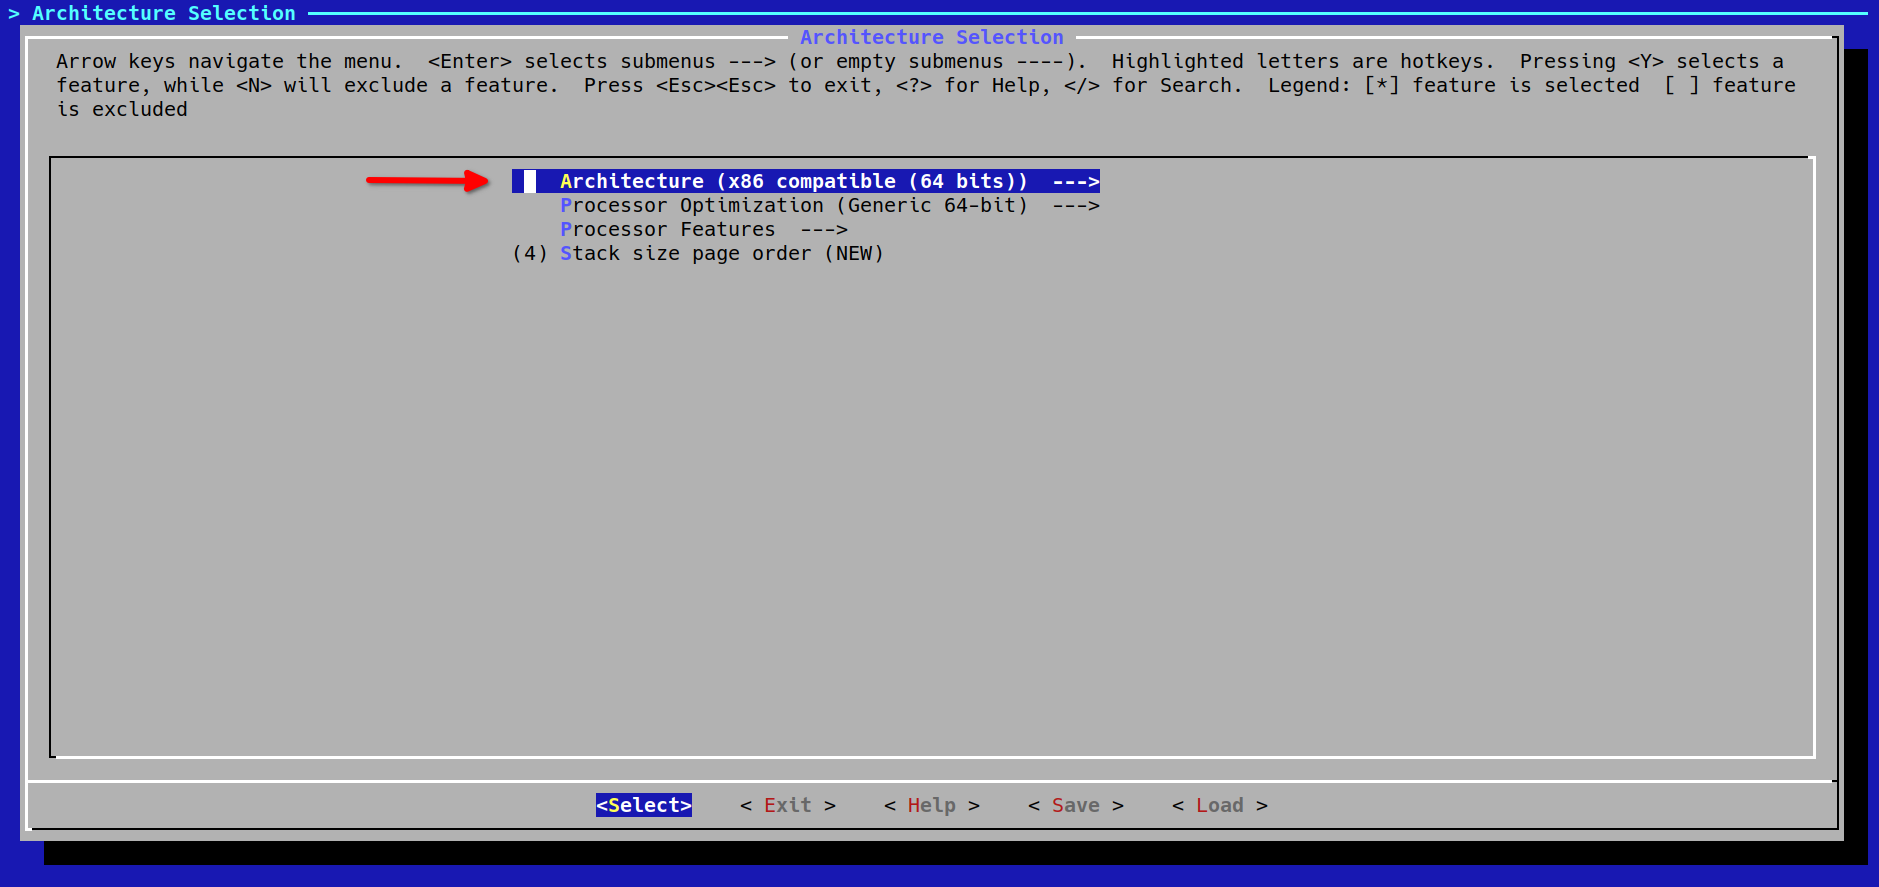 > Architecture Selection
Architecture Selection
Arrow keys navigate the menu.  <Enter> selects submenus ---> (or empty submenus ----).  Highlighted letters are hotkeys.  Pressing <Y> selects a
feature, while <N> will exclude a feature.  Press <Esc><Esc> to exit, <?> for Help, </> for Search.  Legend: [*] feature is selected  [ ] feature
is excluded
Architecture (x86 compatible (64 bits))  --->
Processor Optimization (Generic 64-bit)  --->
Processor Features  --->
(4) Stack size page order (NEW)
<Select>    < Exit >    < Help >    < Save >    < Load >